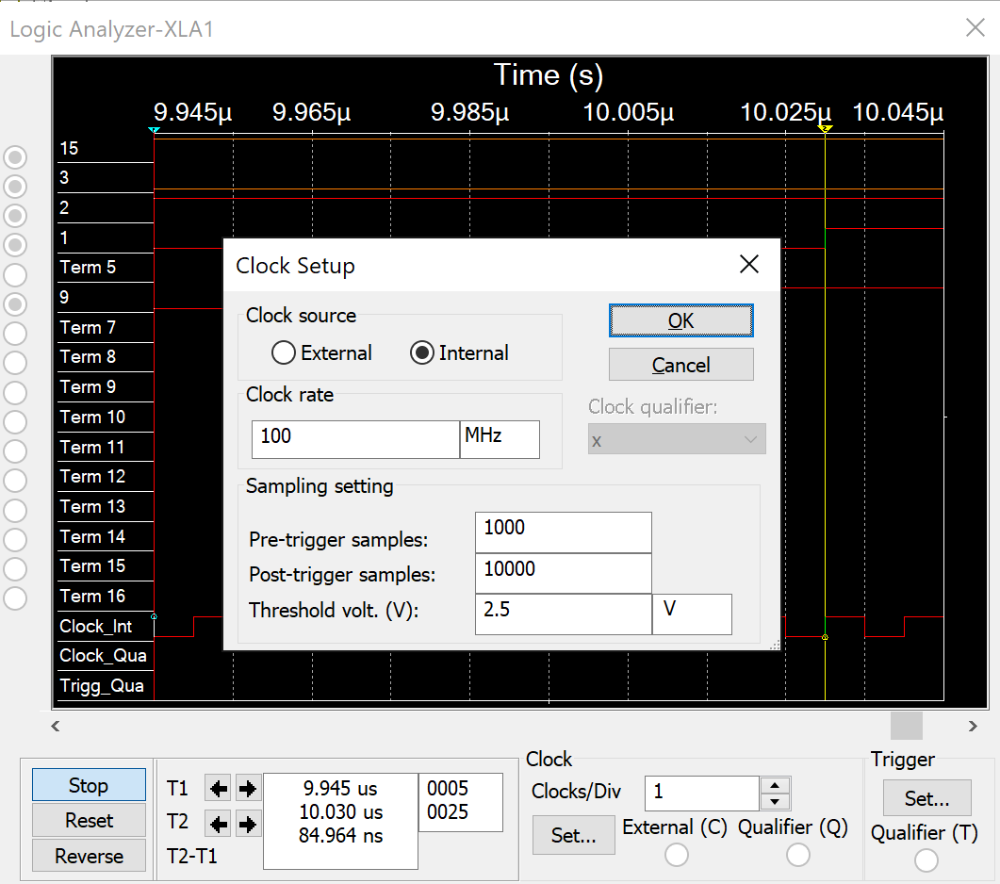 Logic Analyzer-XLA1
Time (s)
9.945µ 9.965µ 9.985µ 10.005µ 10.025µ 10.045µ
15
3
2
1
Term 5
9
Term 7
Term 8
Term 9
Term 10
Term 11
Term 12
Term 13
Term 14
Term 15
Term 16
Clock_Int
Clock_Qua
Trigg_Qua
Clock Setup
Clock source
External Internal
OK
Cancel
Clock rate
100 MHz
Clock qualifier:
x
Sampling setting
Pre-trigger samples: 1000
Post-trigger samples: 10000
Threshold volt. (V): 2.5 V
Stop
Reset
Reverse
T1 9.945 us 0005
T2 10.030 us 0025
T2-T1 84.964 ns
Clock
Clocks/Div 1
Set... External (C) Qualifier (Q)
Trigger
Set...
Qualifier (T)